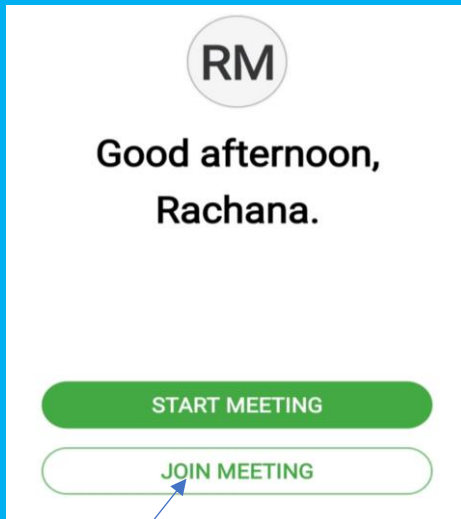 RM
Good afternoon,
Rachana.
START MEETING
JOIN MEETING